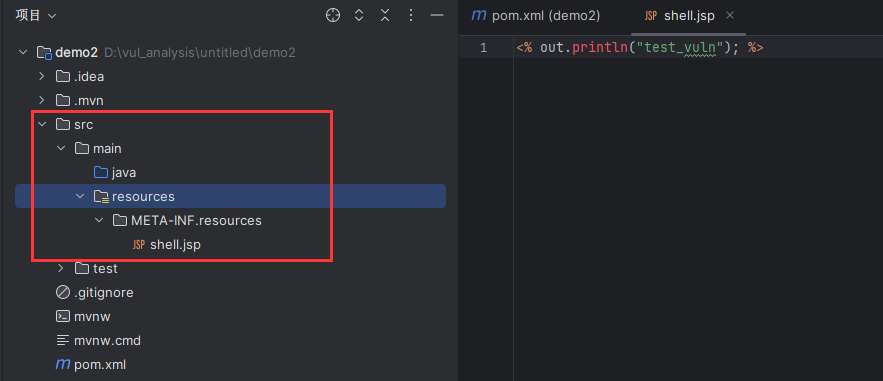 项目
pom.xml (demo2)
shell.jsp
demo2 D:\vul_analysis\untitled\demo2
.idea
.mvn
src
main
java
resources
META-INF.resources
JSP shell.jsp
test
.gitignore
mvnw
mvnw.cmd
m pom.xml
m
JSP
1 <% out.println("test_vuln"); %>